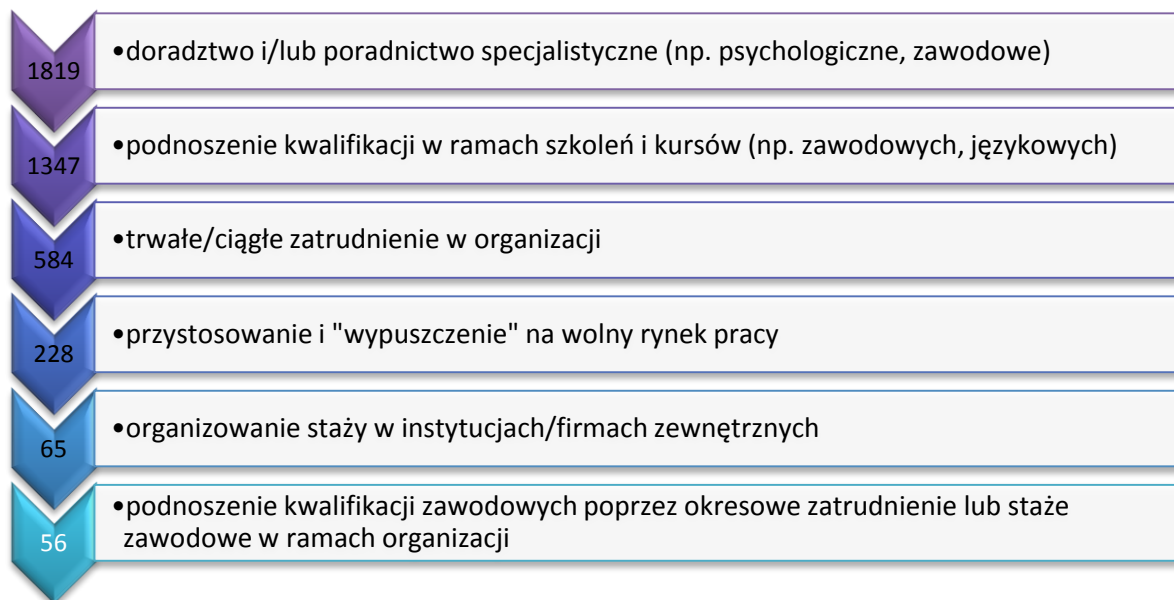 1819
•doradztwo i/lub poradnictwo specjalistyczne (np. psychologiczne, zawodowe)
1347
•podnoszenie kwalifikacji w ramach szkoleń i kursów (np. zawodowych, językowych)
584
•trwałe/ciągłe zatrudnienie w organizacji
228
•przystosowanie i "wypuszczenie" na wolny rynek pracy
65
•organizowanie staży w instytucjach/firmach zewnętrznych
56
•podnoszenie kwalifikacji zawodowych poprzez okresowe zatrudnienie lub staże
zawodowe w ramach organizacji